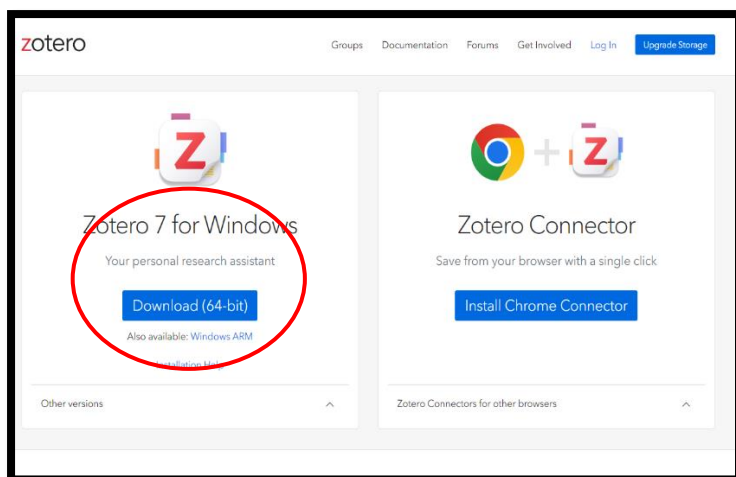 zotero
Groups Documentation Forums Get Involved Log In Upgrade Storage
Z
Zotero 7 for Windows
Your personal research assistant
Download (64-bit)
Also available: Windows ARM
Installation Help
Other versions
+ Z
Zotero Connector
Save from your browser with a single click
Install Chrome Connector
Zotero Connectors for other browsers